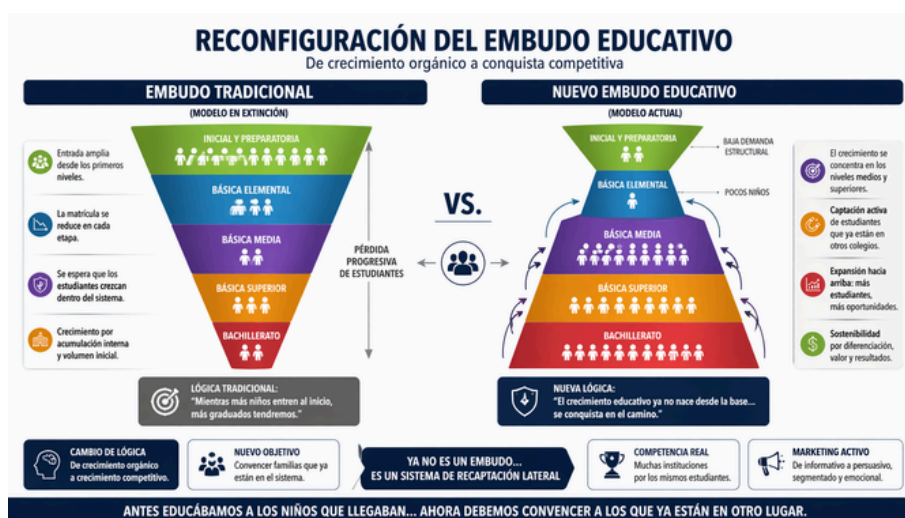 RECONFIGURACIÓN DEL EMBUDO EDUCATIVO
De crecimiento orgánico a conquista competitiva
EMBUDO TRADICIONAL
(MODELO EN EXTINCIÓN)
Entrada amplia
desde los primeros
niveles.
La matrícula se
reduce en cada
etapa.
Se espera que los
estudiantes crezcan
dentro del sistema.
Crecimiento por
acumulación interna
y volumen inicial.
INICIAL Y PREPARATORIA
BÁSICA ELEMENTAL
BÁSICA MEDIA
BÁSICA SUPERIOR
BACHILLERATO
PÉRDIDA
PROGRESIVA
DE ESTUDIANTES
LÓGICA TRADICIONAL:
"Mientras más niños entren al inicio,
más graduados tendremos."
VS.
NUEVO EMBUDO EDUCATIVO
(MODELO ACTUAL)
INICIAL Y PREPARATORIA
BÁSICA ELEMENTAL
BÁSICA MEDIA
BÁSICA SUPERIOR
BACHILLERATO
BAJA DEMANDA
ESTRUCTURAL
POCOS NIÑOS
El crecimiento se
concentra en los
niveles medios y
superiores.
Captación activa
de estudiantes
que ya están en
otros colegios.
Expansión hacia
arriba: más
estudiantes,
más oportunidades.
Sostenibilidad
por diferenciación,
valor y resultados.
NUEVA LÓGICA:
"El crecimiento educativo ya no nace desde la base...
se conquista en el camino."
CAMBIO DE LÓGICA
De crecimiento orgánico
a crecimiento competitivo.
NUEVO OBJETIVO
Convencer familias que ya
están en el sistema.
YA NO ES UN EMBUDO...
ES UN SISTEMA DE RECAPTACIÓN LATERAL
COMPETENCIA REAL
Muchas instituciones
por los mismos estudiantes.
MARKETING ACTIVO
De informativo a persuasivo,
segmentado y emocional.
ANTES EDUCÁBAMOS A LOS NIÑOS QUE LLEGABAN... AHORA DEBEMOS CONVENCER A LOS QUE YA ESTÁN EN OTRO LUGAR.